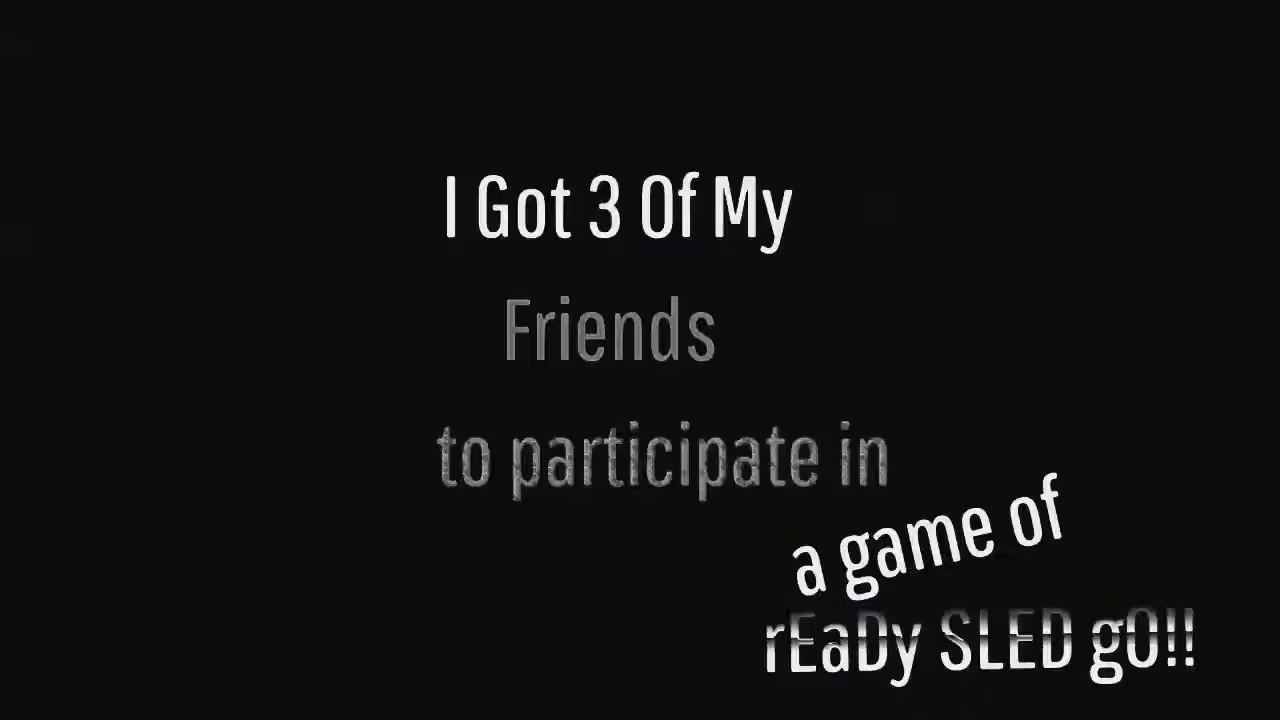 I Got 3 Of My
Friends
to participate in
a game of
rEaDy SLED gO!!